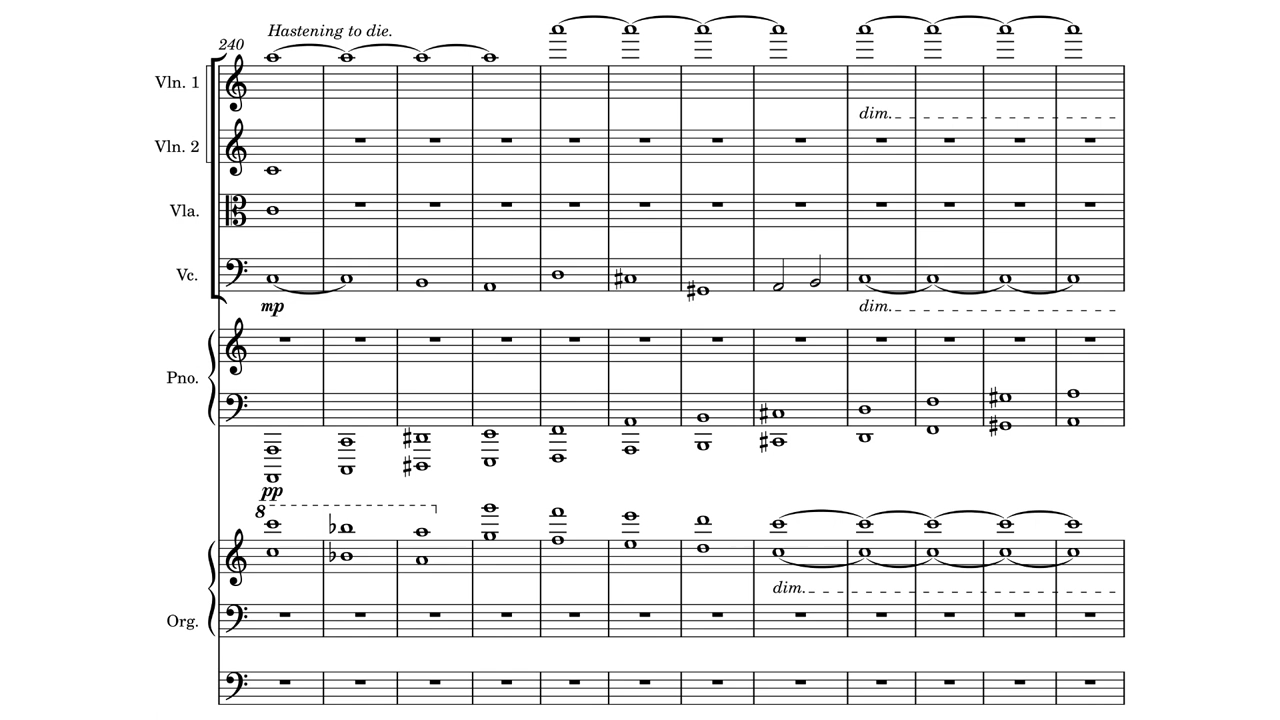 Hastening to die.
240
Vln. 1
dim.
Vln. 2
Vla.
Vc.
mp
dim.
Pno.
pp
8
dim.
Org.